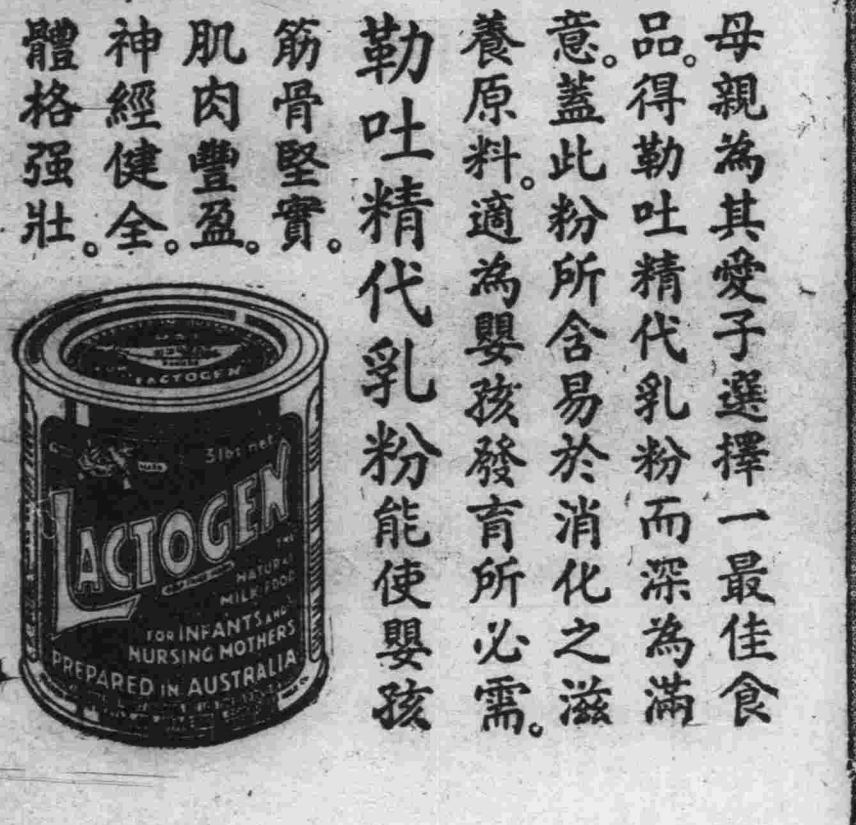 母親為其愛子選擇一最佳食
品。得勒吐精代乳粉而深為滿
意。蓋此粉所含易於消化之滋
養原料。適為嬰孩發育所必需。
勒吐精代乳粉能使嬰孩
筋骨堅實。
肌肉豐盈。
神經健全。
體格强壯。
LACTOGEN
3lbs net
LACTOGEN
THE
NATURAL
MILK FOOD
FOR INFANTS AND
NURSING MOTHERS
PREPARED IN AUSTRALIA